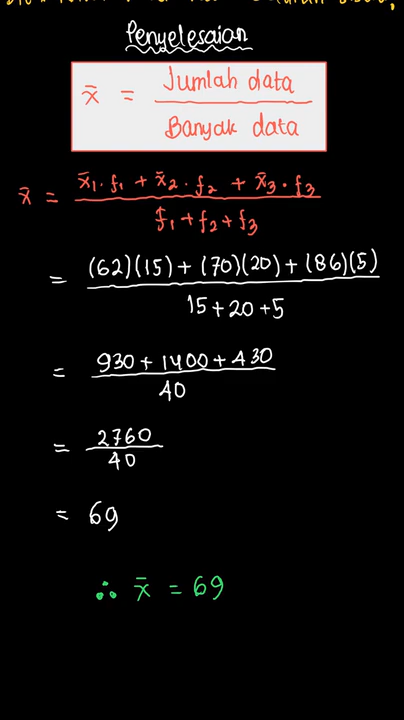 Penyelesaian
x̄ = Jumlah data / Banyak data
x̄ = x̄₁ · f₁ + x̄₂ · f₂ + x̄₃ · f₃ / f₁ + f₂ + f₃
= (62)(15) + (70)(20) + (86)(5) / 15 + 20 + 5
= 930 + 1400 + 430 / 40
= 2760 / 40
= 69
∴ x̄ = 69